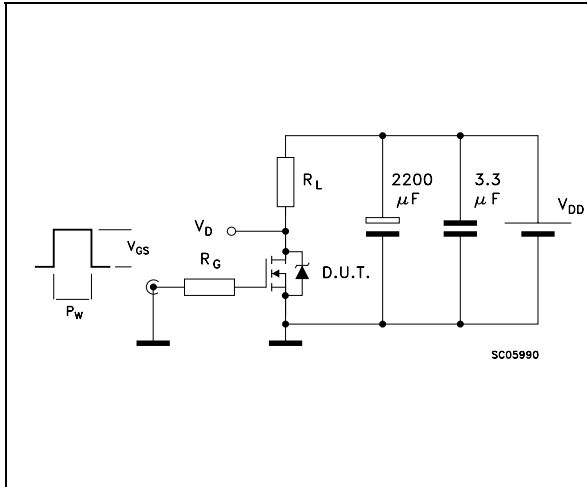 R_L
2200
μF
3.3
μF
V_DD
V_D
V_GS
R_G
D.U.T.
P_W
SC05990